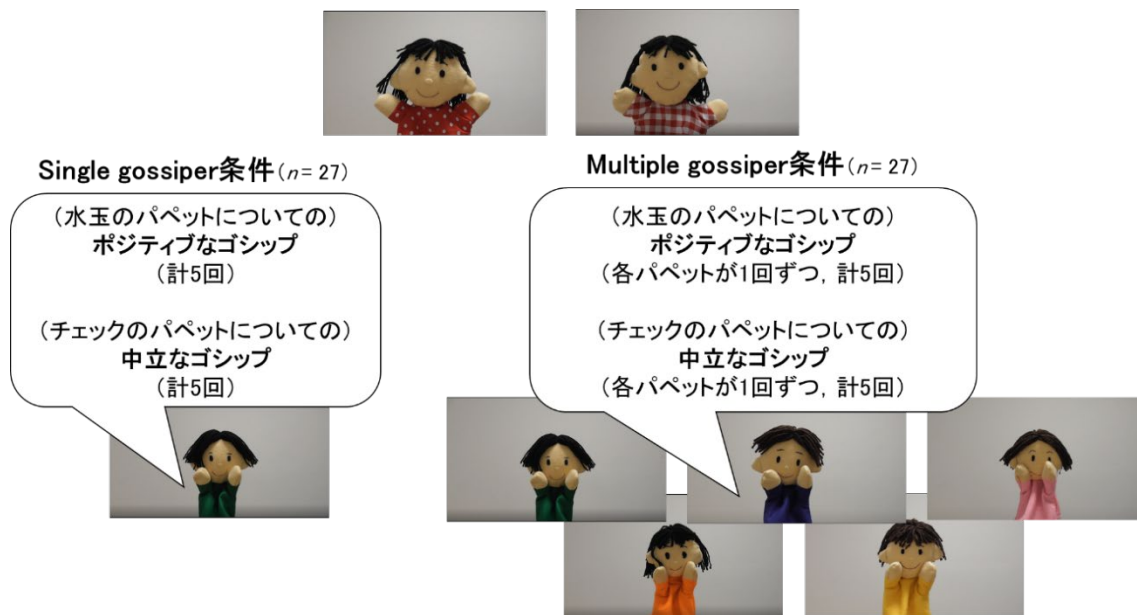 Single gossiper条件(n= 27)
(水玉のパペットについての)
ポジティブなゴシップ
(計5回)
(チェックのパペットについての)
中立なゴシップ
(計5回)
Multiple gossiper条件(n= 27)
(水玉のパペットについての)
ポジティブなゴシップ
(各パペットが1回ずつ, 計5回)
(チェックのパペットについての)
中立なゴシップ
(各パペットが1回ずつ, 計5回)